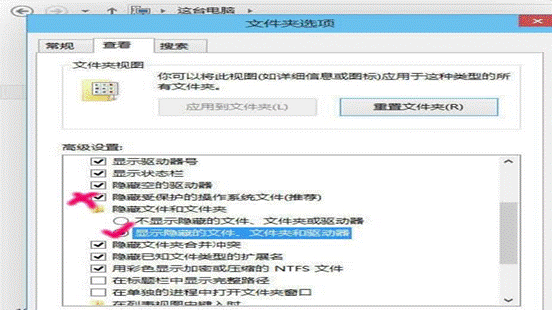 这台电脑
文件夹选项
常规 查看 搜索
文件夹视图
你可以将此视图(如详细信息或图标)应用于这种类型的所
有文件夹。
应用到文件夹(L) 重置文件夹(R)
高级设置:
显示驱动器号
显示状态栏
隐藏空的驱动器
隐藏受保护的操作系统文件(推荐)
隐藏文件和文件夹
不显示隐藏的文件、文件夹或驱动器
显示隐藏的文件、文件夹和驱动器
隐藏文件夹合并冲突
隐藏已知文件类型的扩展名
用彩色显示加密或压缩的 NTFS 文件
在标题栏中显示完整路径
在单独的进程中打开文件夹窗口
在列表视图中键入时